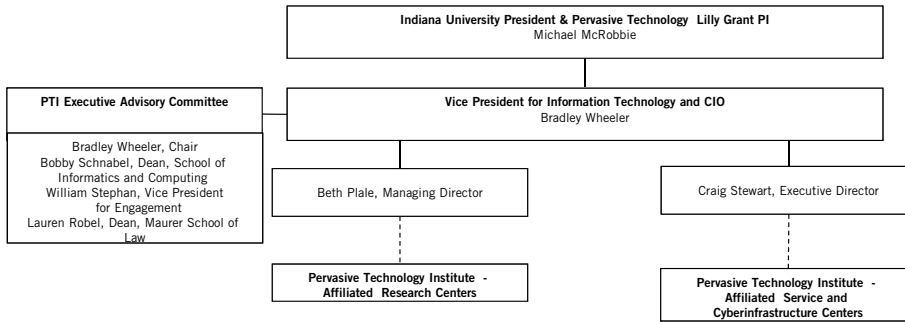 Indiana University President & Pervasive Technology Lilly Grant PI
Michael McRobbie
PTI Executive Advisory Committee
Vice President for Information Technology and CIO
Bradley Wheeler
Bradley Wheeler, Chair
Bobby Schnabel, Dean, School of
Informatics and Computing
William Stephan, Vice President
for Engagement
Lauren Robel, Dean, Maurer School of
Law
Beth Plale, Managing Director
Craig Stewart, Executive Director
Pervasive Technology Institute -
Affiliated Research Centers
Pervasive Technology Institute -
Affiliated Service and
Cyberinfrastructure Centers